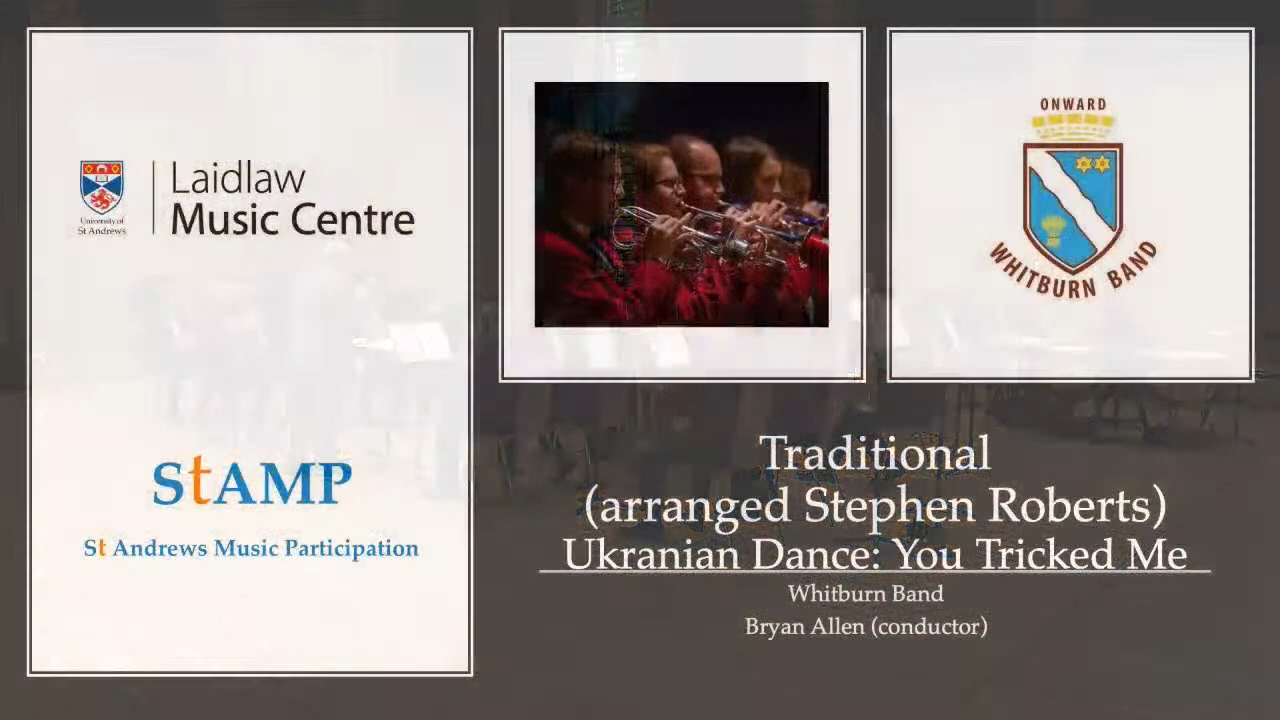 University of
St Andrews
Laidlaw
Music Centre
StAMP
St Andrews Music Participation
ONWARD
WHITBURN BAND
Traditional
(arranged Stephen Roberts)
Ukranian Dance: You Tricked Me
Whitburn Band
Bryan Allen (conductor)